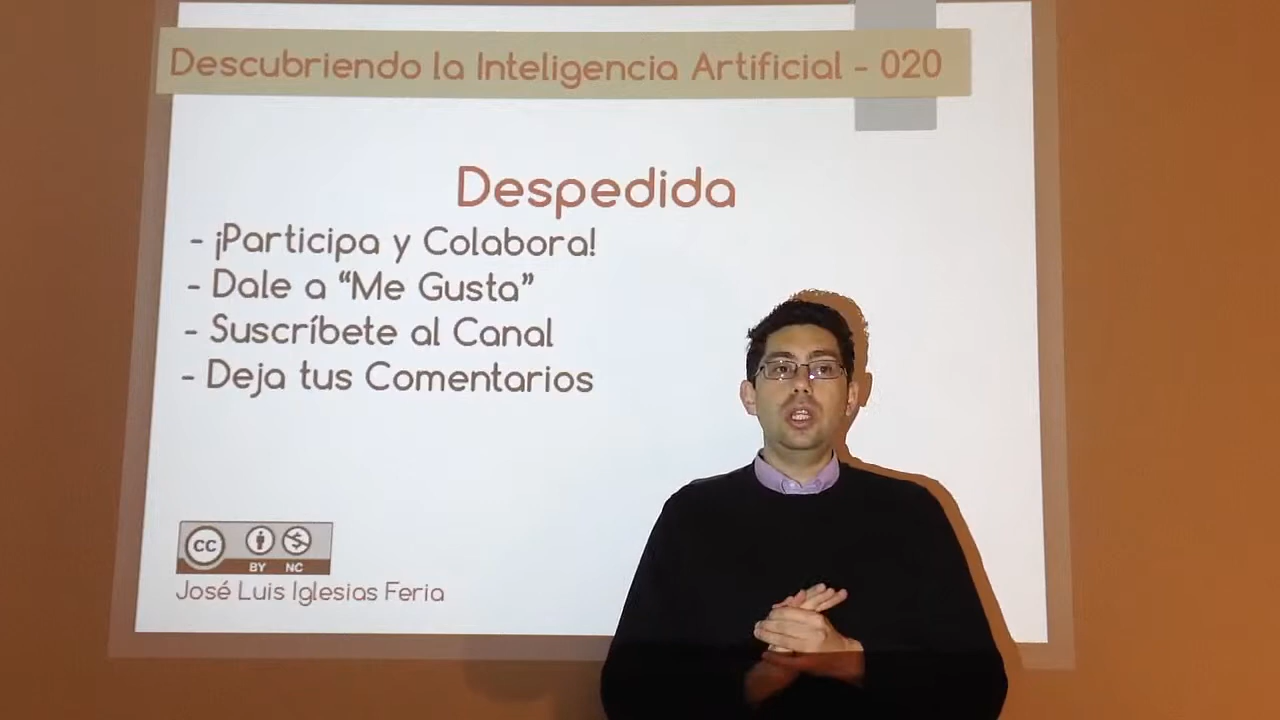 Descubriendo la Inteligencia Artificial - 020
Despedida
- ¡Participa y Colabora!
- Dale a “Me Gusta”
- Suscríbete al Canal
- Deja tus Comentarios
CC
BY NC
José Luis Iglesias Feria